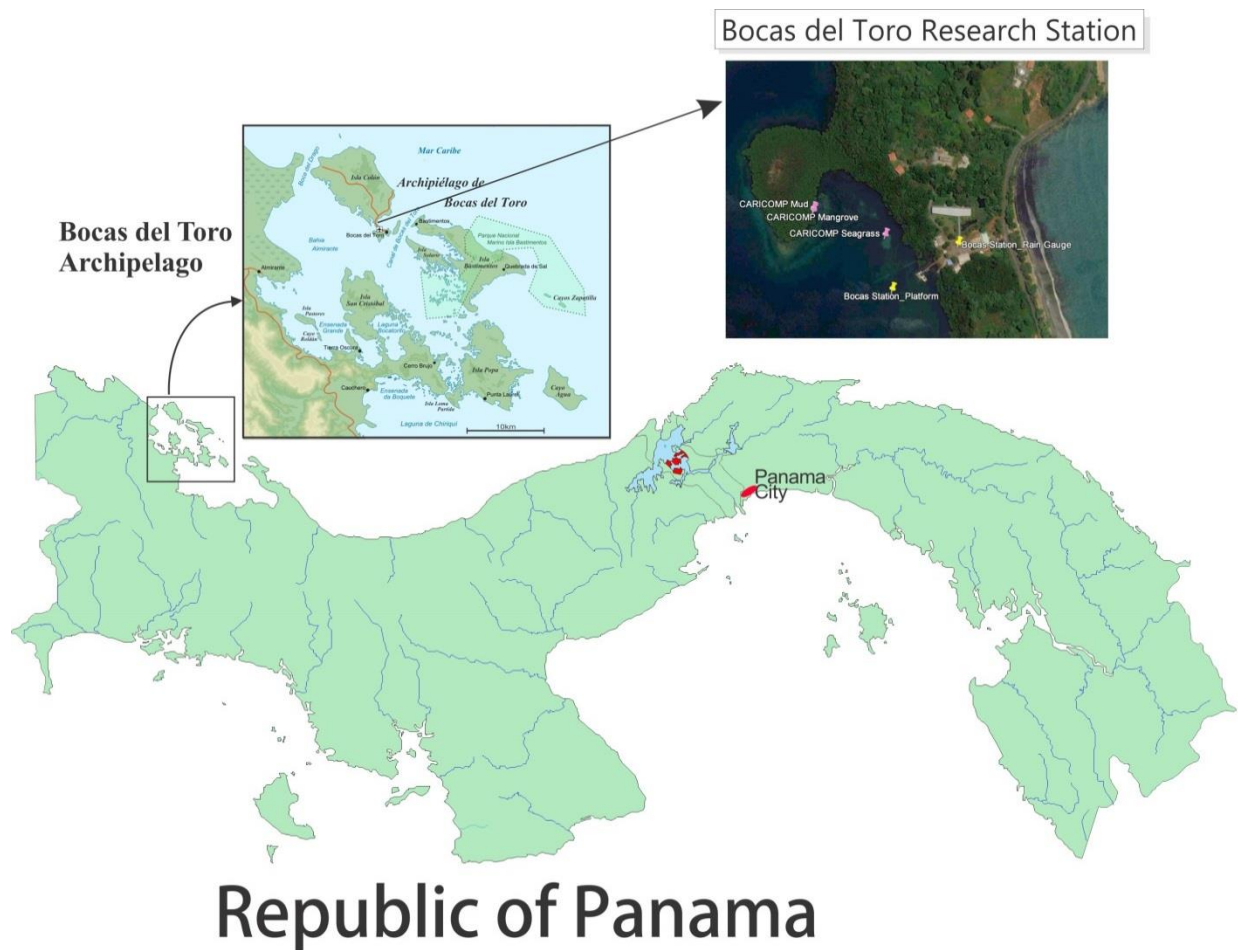 Bocas del Toro Research Station
CARICOMP Mud
CARICOMP Mangrove
CARICOMP Seagrass
Bocas Station_Rain Gauge
Bocas Station_Platform
Bocas del Toro
Archipelago
Mar Caribe
Boca del Drago
Isla Colón
Archipiélago de
Bocas del Toro
Bocas del Toro
Bastimentos
Parque Nacional
Marino Isla Bastimentos
Bahía
Almirante
Isla
Solarte
Isla
Bastimentos
Quebrada de Sal
Almirante
Cayos Zapatilla
Isla
San Cristóbal
Isla
Pastores
Cayo
Roldán
Ensenada
Grande
Laguna
Bocatorito
Tierra Oscura
Cerro Brujo
Isla Popa
Cauchero
Ensenada
de Boquete
Isla Loma
Partida
Punta Laurel
Cayo
Agua
Laguna de Chiriquí
10km
Panama
City
Republic of Panama